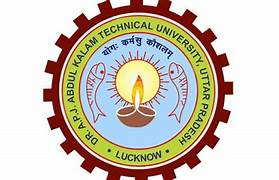 DR. A.P.J. ABDUL KALAM TECHNICAL UNIVERSITY, UTTAR PRADESH
योगः कर्मसु कौशलम्
LUCKNOW